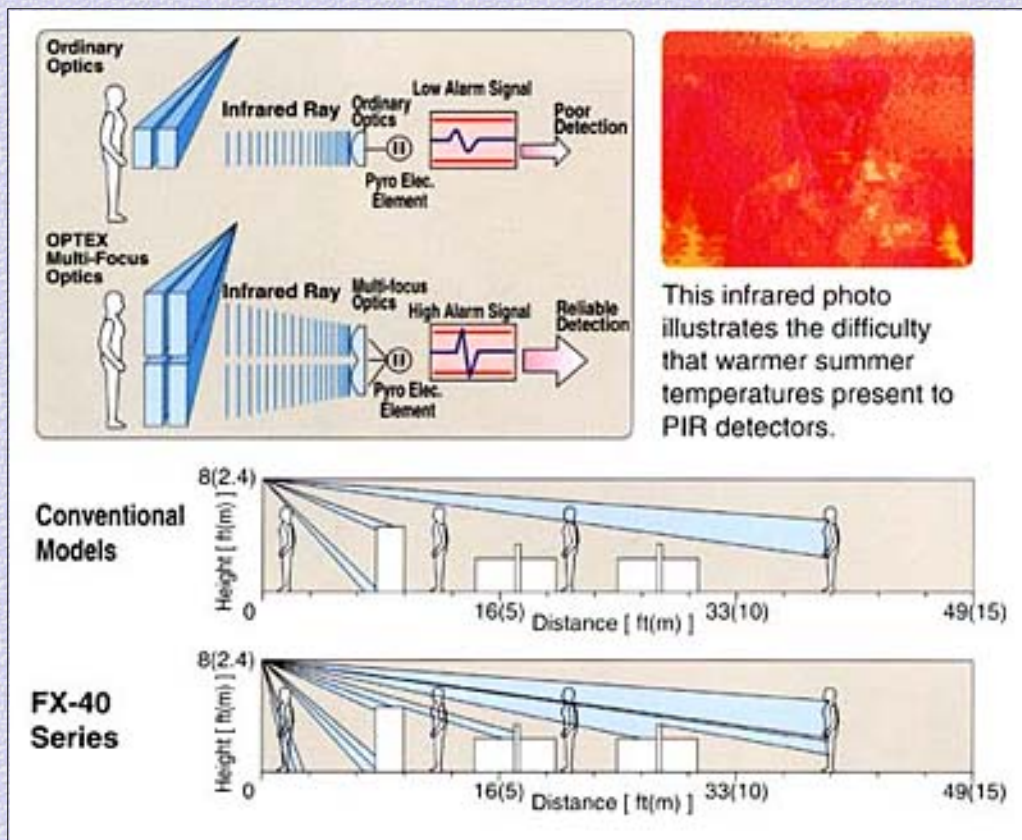 Ordinary
Optics
Infrared Ray
Ordinary
Optics
Low Alarm Signal
Poor
Detection
Pyro Elec.
Element
OPTEX
Multi-Focus
Optics
Infrared Ray
Multi-focus
Optics
High Alarm Signal
Reliable
Detection
Pyro Elec.
Element
This infrared photo
illustrates the difficulty
that warmer summer
temperatures present to
PIR detectors.
Conventional
Models
Height [ ft(m) ]
8(2.4)
0
16(5)
33(10)
49(15)
Distance [ ft(m) ]
FX-40
Series
Height [ ft(m) ]
8(2.4)
0
16(5)
33(10)
49(15)
Distance [ ft(m) ]